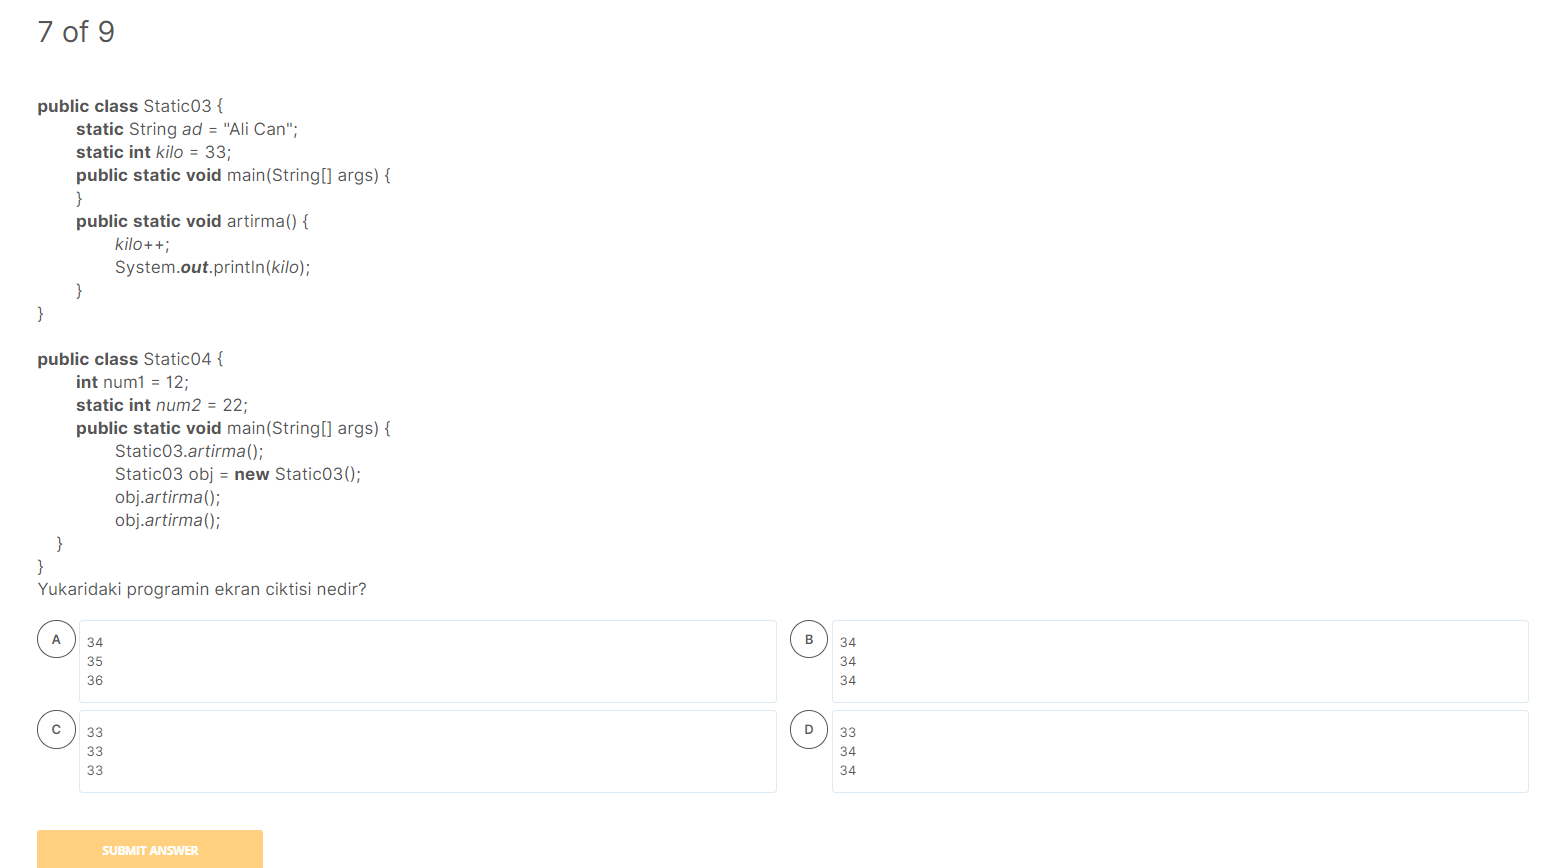 7 of 9
public class Static03 {
static String ad = "Ali Can";
static int kilo = 33;
public static void main(String[] args) {
}
public static void artirma() {
kilo++;
System.out.println(kilo);
}
}
public class Static04 {
int num1 = 12;
static int num2 = 22;
public static void main(String[] args) {
Static03.artirma();
Static03 obj = new Static03();
obj.artirma();
obj.artirma();
}
}
Yukaridaki programin ekran ciktisi nedir?
A
34
35
36
B
34
34
34
C
33
33
33
D
33
34
34
SUBMIT ANSWER